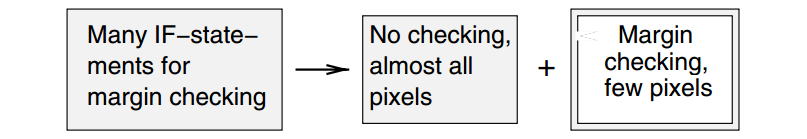 Many IF−state−
ments for
margin checking
No checking,
almost all
pixels
+
Margin
checking,
few pixels